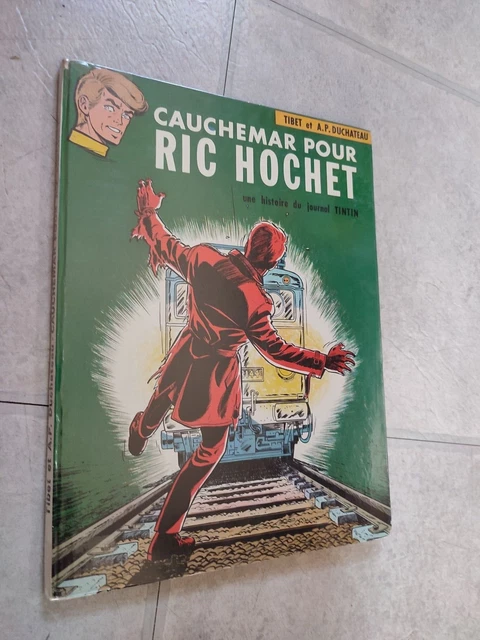 TIBET et A.P. DUCHATEAU
CAUCHEMAR POUR
RIC HOCHET
une histoire du journal TINTIN